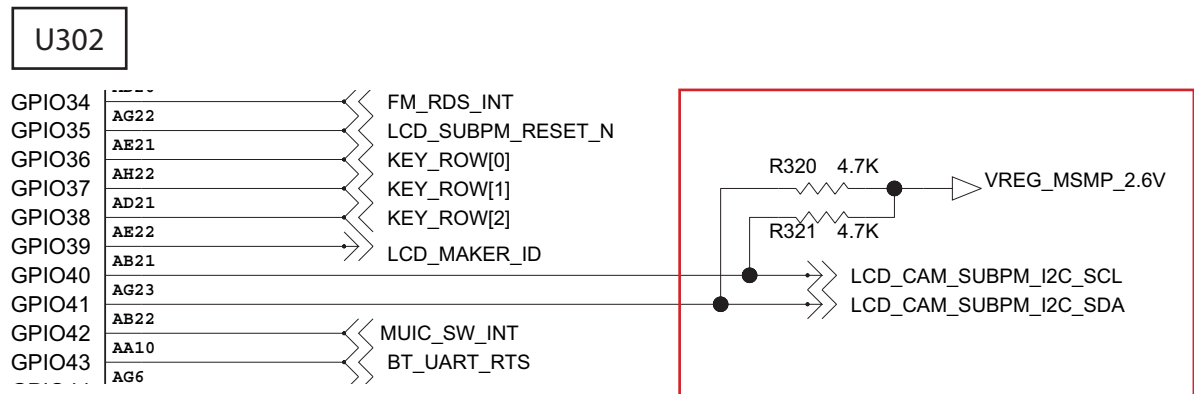 U302
GPIO34 FM_RDS_INT
AG22
GPIO35 LCD_SUBPM_RESET_N
AE21
GPIO36 KEY_ROW[0]
AH22
GPIO37 KEY_ROW[1]
AD21
GPIO38 KEY_ROW[2]
AE22
GPIO39 LCD_MAKER_ID
AB21
GPIO40 LCD_CAM_SUBPM_I2C_SCL
AG23
GPIO41 LCD_CAM_SUBPM_I2C_SDA
AB22
GPIO42 MUIC_SW_INT
AA10
GPIO43 BT_UART_RTS
AG6
R320 4.7K
VREG_MSMP_2.6V
R321 4.7K